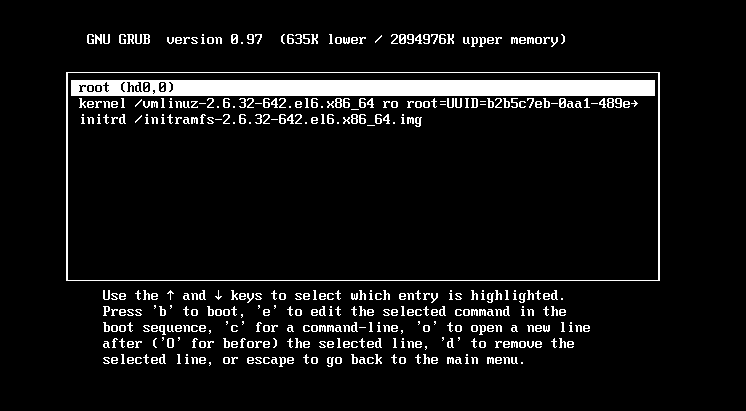 GNU GRUB  version 0.97  (635K lower / 2094976K upper memory)
root (hd0,0)
kernel /vmlinuz-2.6.32-642.el6.x86_64 ro root=UUID=b2b5c7eb-0aa1-489e→
initrd /initramfs-2.6.32-642.el6.x86_64.img
Use the ↑ and ↓ keys to select which entry is highlighted.
Press 'b' to boot, 'e' to edit the selected command in the
boot sequence, 'c' for a command-line, 'o' to open a new line
after ('O' for before) the selected line, 'd' to remove the
selected line, or escape to go back to the main menu.